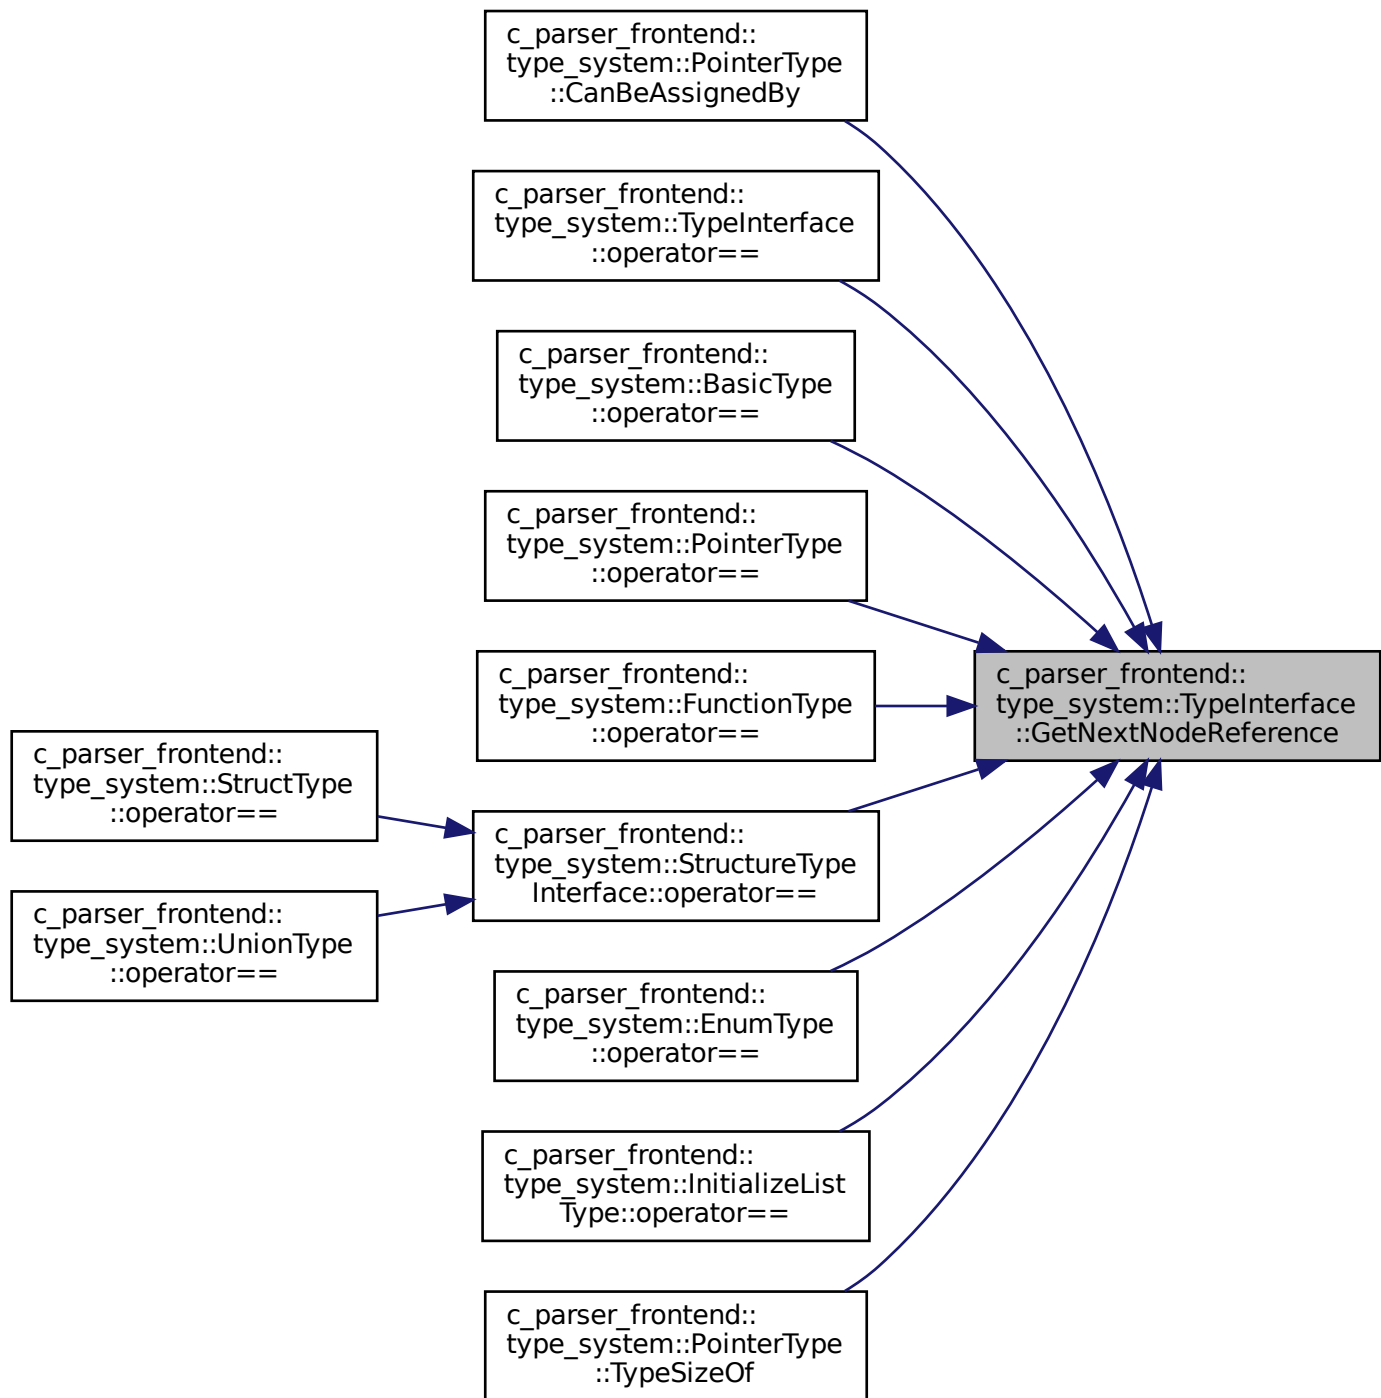 c_parser_frontend::
type_system::PointerType
::CanBeAssignedBy
c_parser_frontend::
type_system::TypeInterface
::operator==
c_parser_frontend::
type_system::BasicType
::operator==
c_parser_frontend::
type_system::PointerType
::operator==
c_parser_frontend::
type_system::FunctionType
::operator==
c_parser_frontend::
type_system::TypeInterface
::GetNextNodeReference
c_parser_frontend::
type_system::StructType
::operator==
c_parser_frontend::
type_system::StructureType
Interface::operator==
c_parser_frontend::
type_system::UnionType
::operator==
c_parser_frontend::
type_system::EnumType
::operator==
c_parser_frontend::
type_system::InitializeList
Type::operator==
c_parser_frontend::
type_system::PointerType
::TypeSizeOf